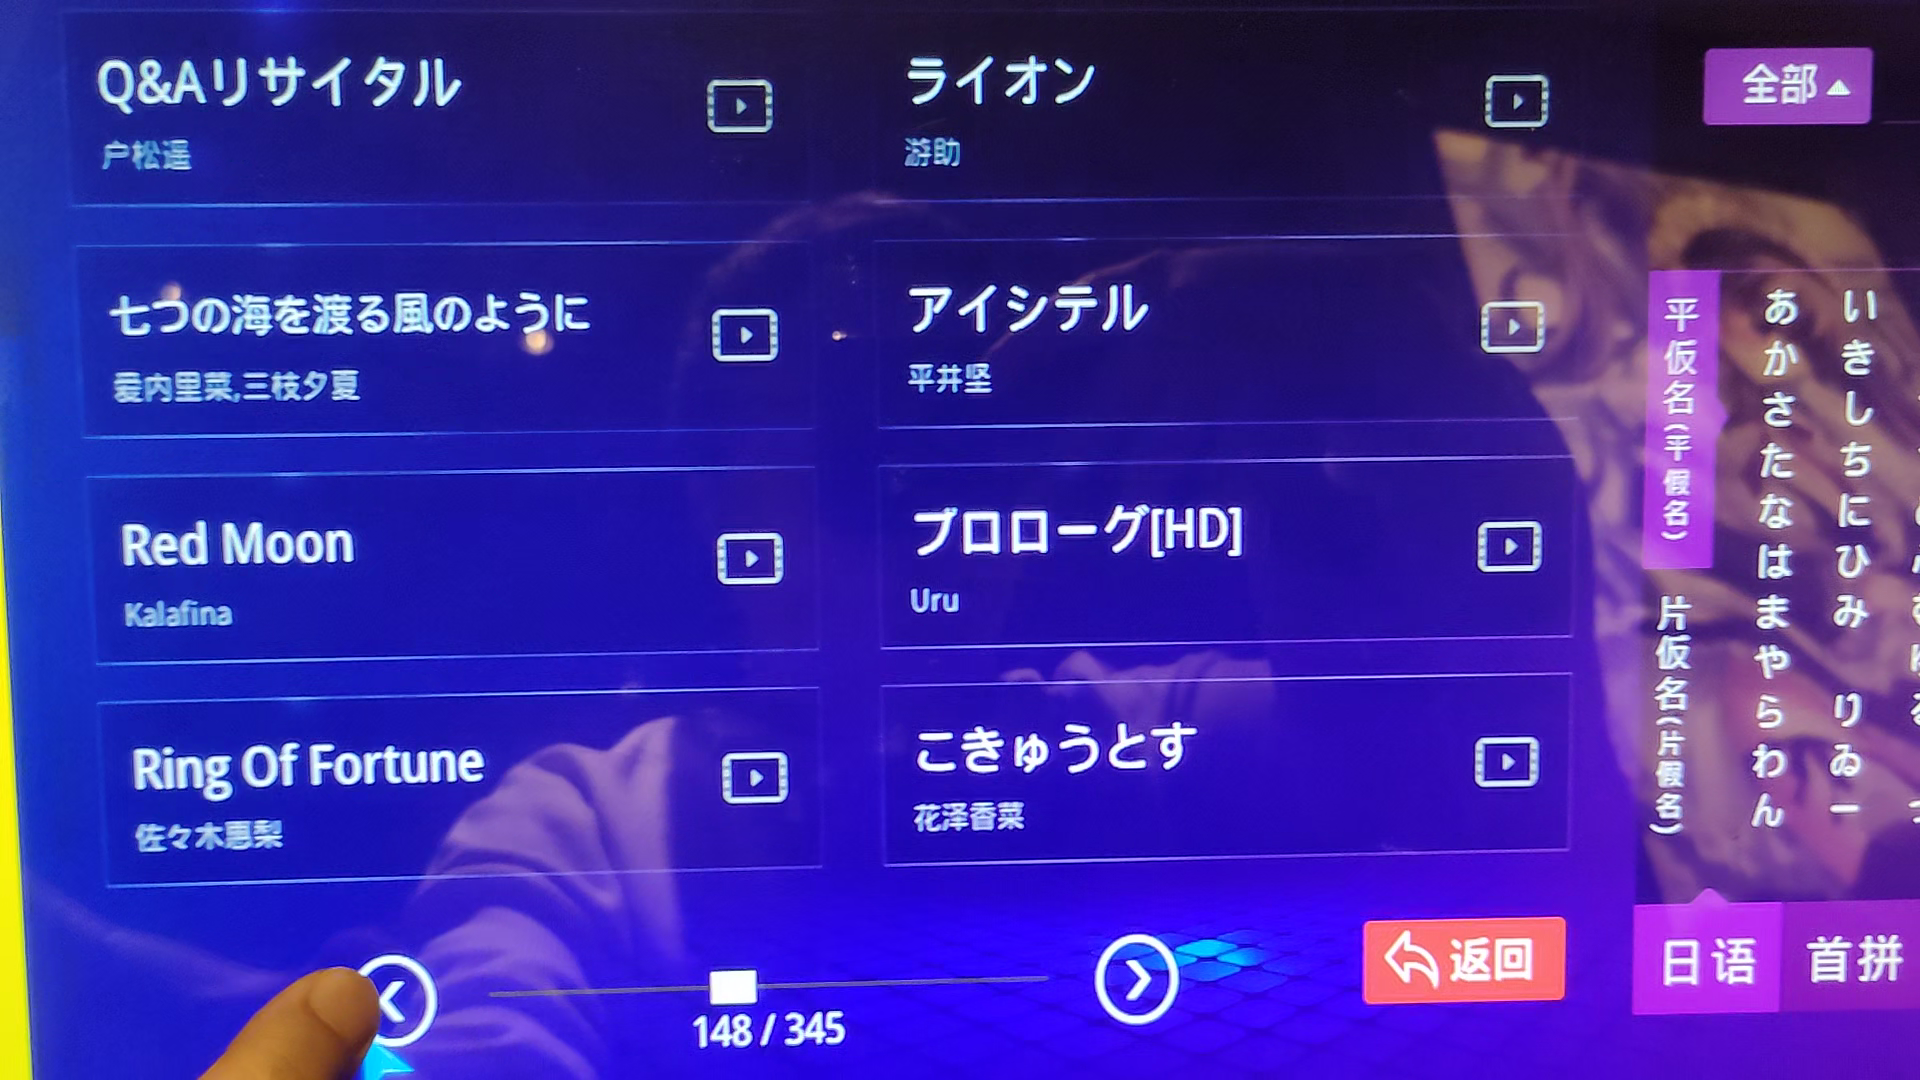 Q&Aリサイタル
户松遥
ライオン
游助
七つの海を渡る風のように
爱内里菜,三枝夕夏
アイシテル
平井坚
Red Moon
Kalafina
プロローグ[HD]
Uru
Ring Of Fortune
佐々木恵梨
こきゅうとす
花泽香菜
148 / 345
返回
全部
平仮名(平假名)
片仮名(片假名)
あかさたなはまやらわん
いきしちにひみ りゐー
日语
首拼